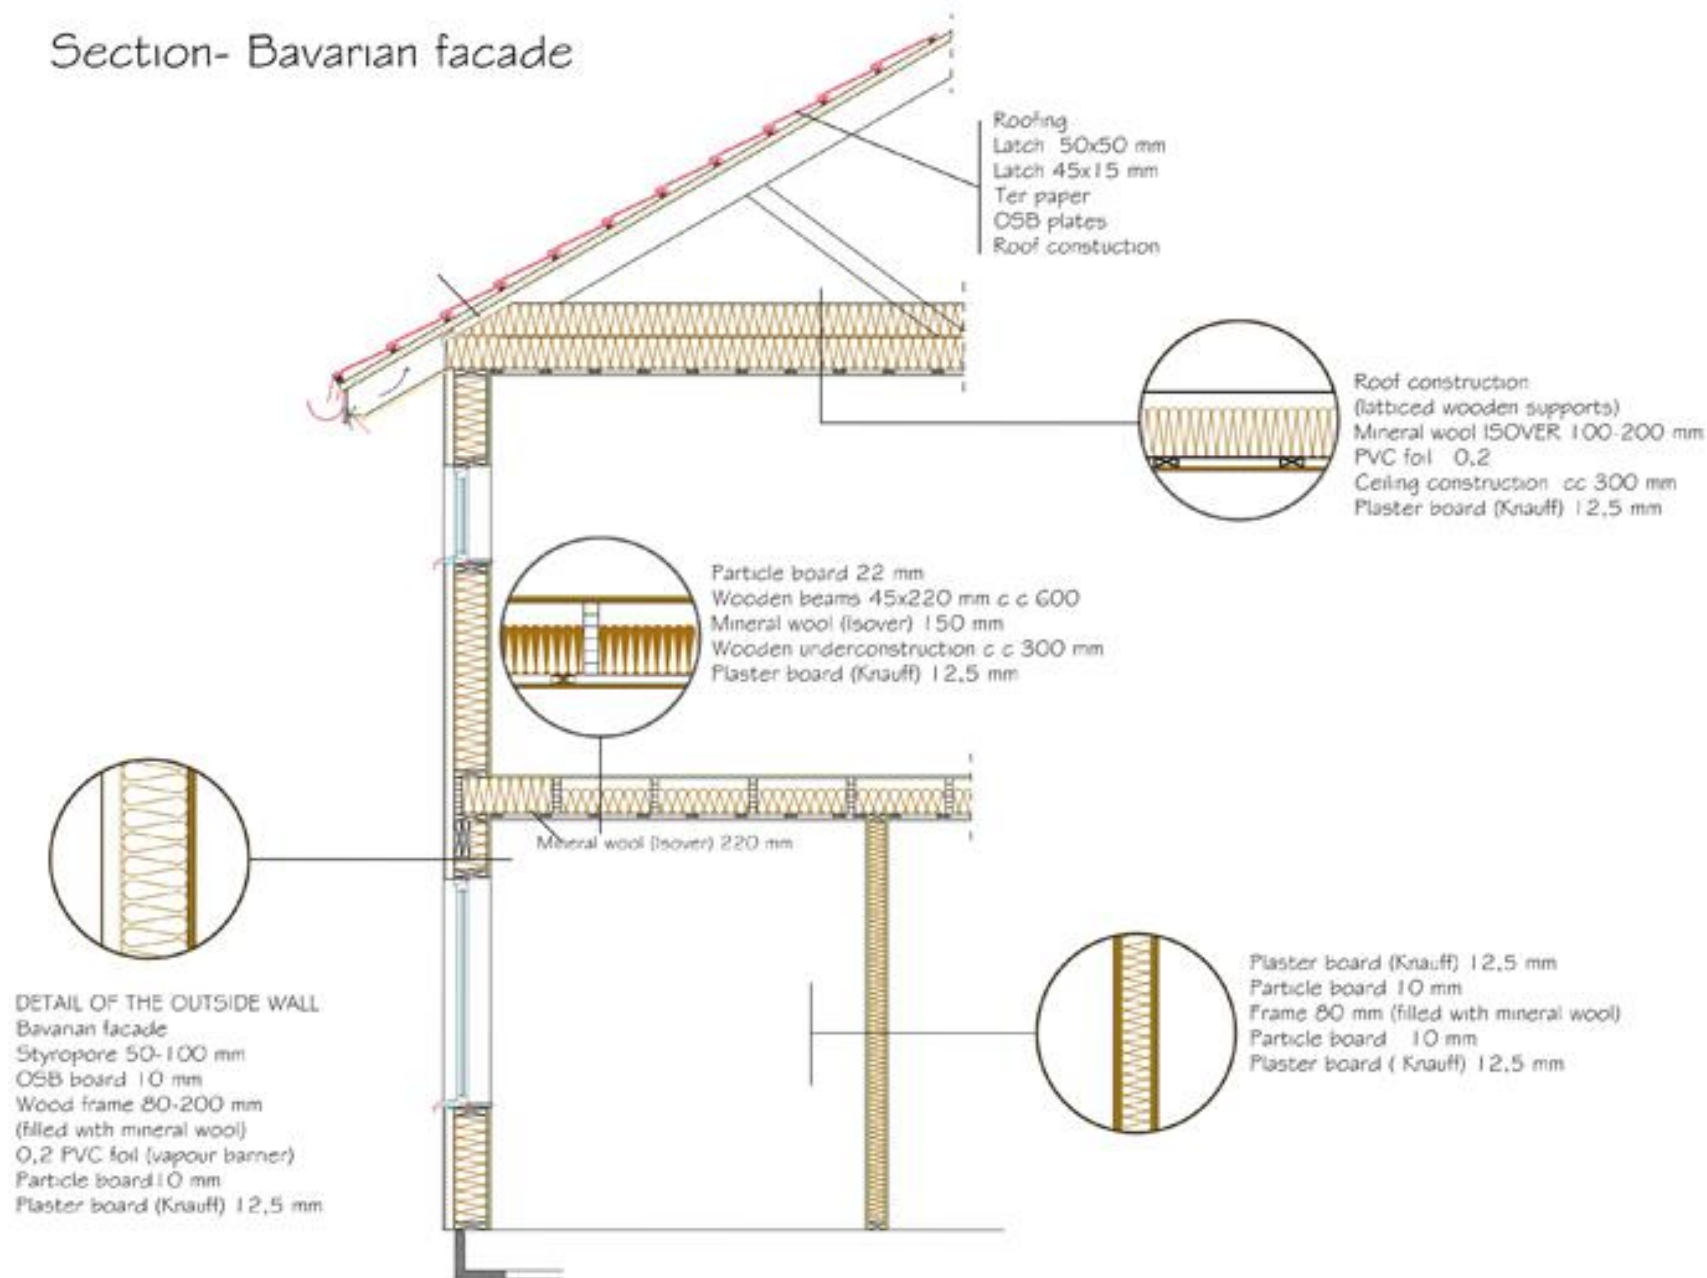 Section- Bavarian facade
Roofing
Latch 50x50 mm
Latch 45x15 mm
Ter paper
OSB plates
Roof constuction
Roof construction
(latticed wooden supports)
Mineral wool ISOVER 100-200 mm
PVC foil 0,2
Ceiling construction cc 300 mm
Plaster board (Knauff) 12,5 mm
Particle board 22 mm
Wooden beams 45x220 mm c c 600
Mineral wool (Isover) 150 mm
Wooden underconstruction c c 300 mm
Plaster board (Knauff) 12,5 mm
Mineral wool (Isover) 220 mm
DETAIL OF THE OUTSIDE WALL
Bavarian facade
Styropore 50-100 mm
OSB board 10 mm
Wood frame 80-200 mm
(filled with mineral wool)
0,2 PVC foil (vapour barrier)
Particle board 10 mm
Plaster board (Knauff) 12,5 mm
Plaster board (Knauff) 12,5 mm
Particle board 10 mm
Frame 80 mm (filled with mineral wool)
Particle board 10 mm
Plaster board ( Knauff) 12,5 mm